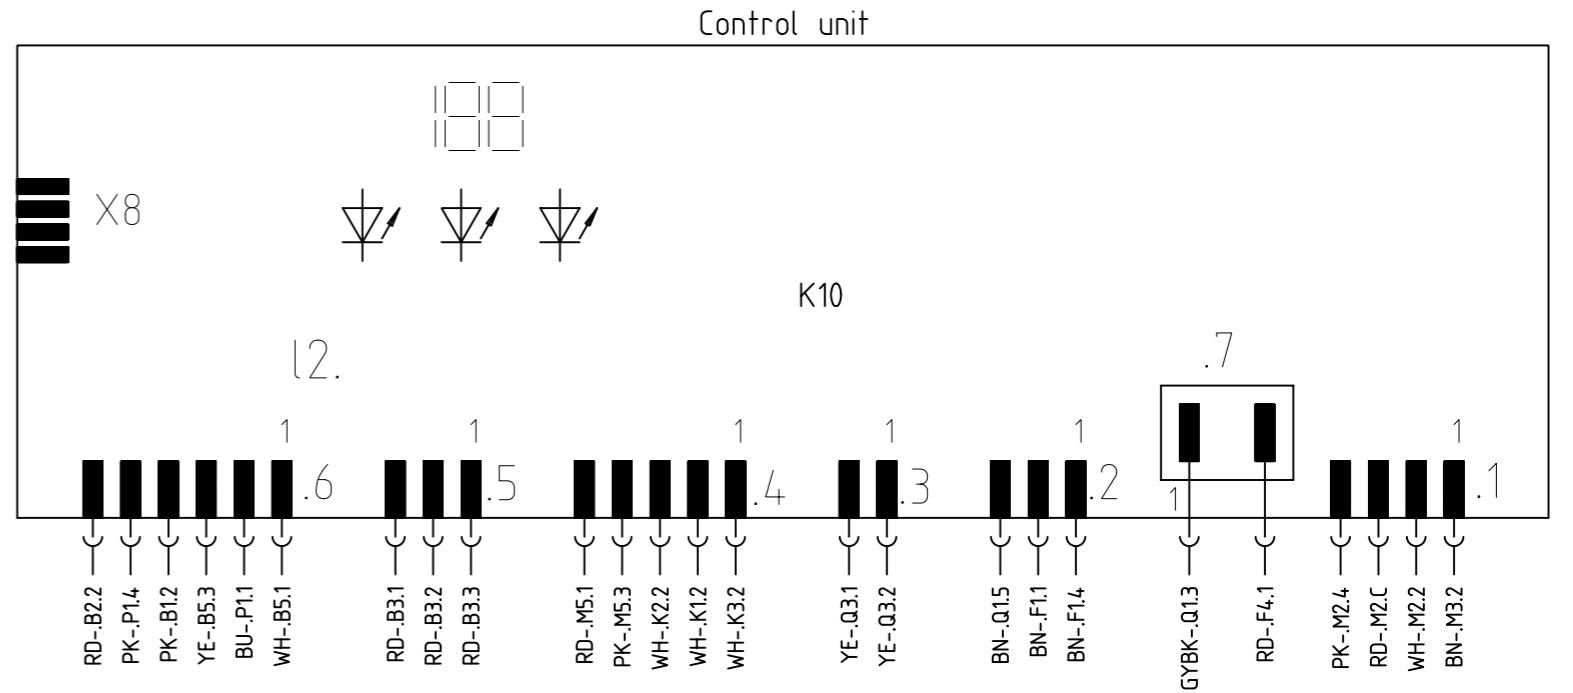 Control unit
188
X8
K10
l2.
.7
1
1
1
1
1
1
.6
.5
.4
.3
.2
1
.1
RD-.B2.2
PK-.P1.4
PK-.B1.2
YE-.B5.3
BU-.P1.1
WH-.B5.1
RD-.B3.1
RD-.B3.2
RD-.B3.3
RD-.M5.1
PK-.M5.3
WH-.K2.2
WH-.K1.2
WH-.K3.2
YE-.Q3.1
YE-.Q3.2
BN-.Q1.5
BN-.F1.1
BN-.F1.4
GYBK-.Q1.3
RD-.F4.1
PK-.M2.4
RD-.M2.C
WH-.M2.2
BN-.M3.2